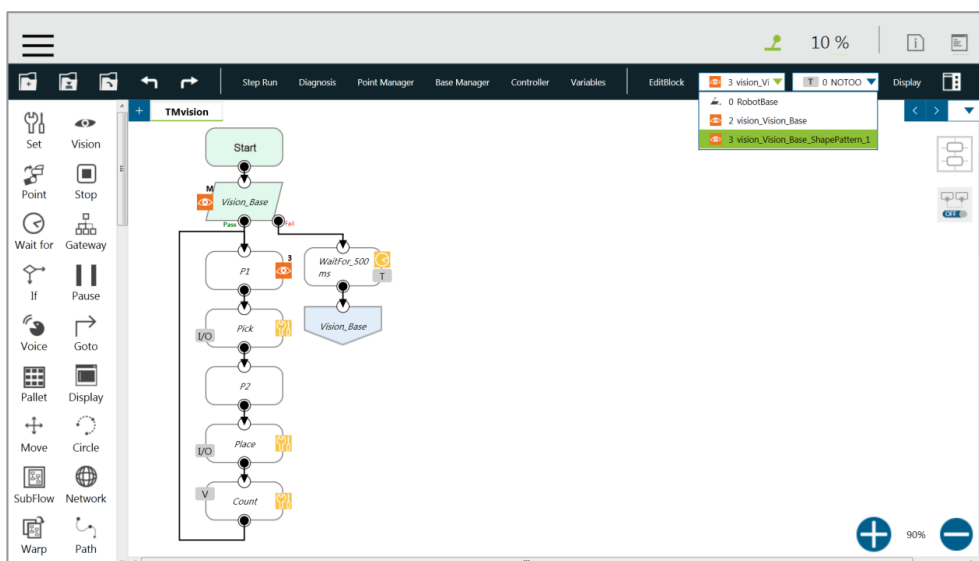 10 %
Step Run
Diagnosis
Point Manager
Base Manager
Controller
Variables
EditBlock
3 vision_Vi
T 0 NOTOO
Display
0 RobotBase
2 vision_Vision_Base
3 vision_Vision_Base_ShapePattern_1
+ TMvision
Set
Vision
Point
Stop
Wait for
Gateway
If
Pause
Voice
Goto
Pallet
Display
Move
Circle
SubFlow
Network
Warp
Path
Start
M
Vision_Base
Pass
Fail
P1
3
WaitFor_500
ms
T
I/O
Pick
Vision_Base
P2
I/O
Place
V
Count
OFF
90%